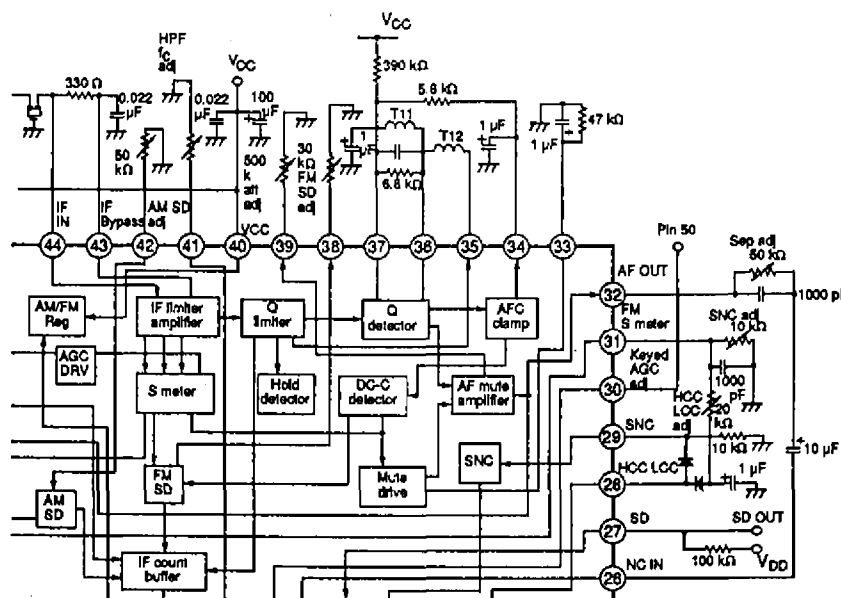 VCC
HPF
fC
adj
VCC
390 kΩ
330 Ω
0.022
µF
0.022
µF
100
µF
5.6 kΩ
T11
T12
50
kΩ
500
k
att
adj
30
kΩ
FM
SD
adj
1
µF
6.8 kΩ
1 µF
1 µF
47 kΩ
IF
IN
IF
Bypass
AM SD
adj
VCC
44
43
42
41
40
39
38
37
36
35
34
33
Pin 50
Sep adj
50 kΩ
AF OUT
32
1000 p
FM
S meter
SNC adj
10 kΩ
31
Keyed
AGC
adj
30
1000
pF
HCC
LCC
adj
20
kΩ
29
SNC
10 kΩ
10 µF
HCC LCC
1 µF
28
27
SD
SD OUT
100 kΩ
VDD
26
NC IN
AM/FM
Reg
IF limiter
amplifier
Q
limiter
Q
detector
AFC
clamp
AGC
DRV
S meter
Hold
detector
DC-C
detector
AF mute
amplifier
FM
SD
Mute
drive
SNC
AM
SD
IF count
buffer